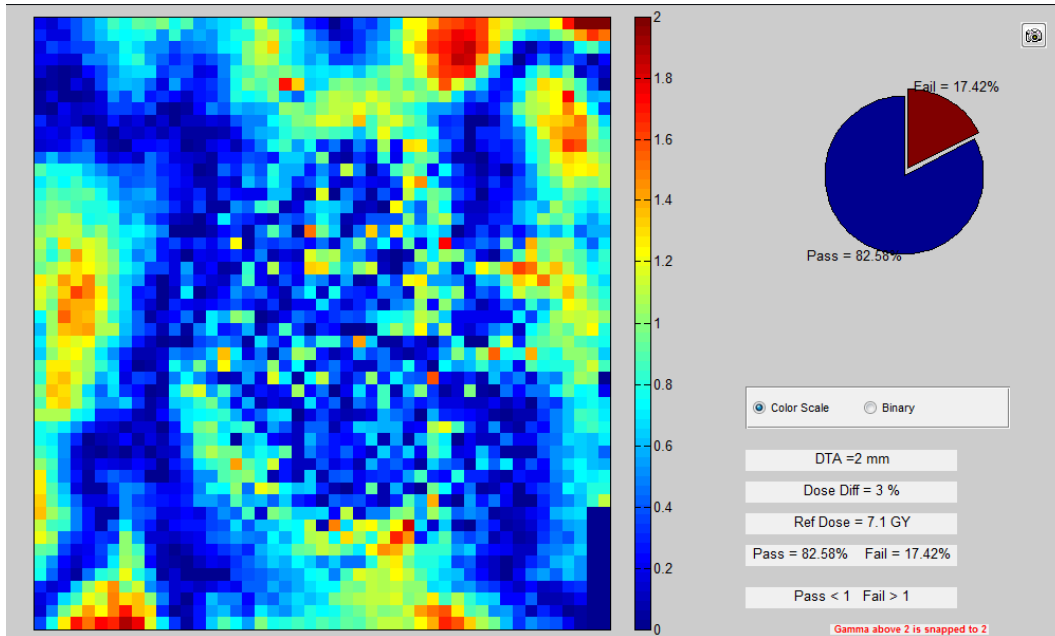 2
1.8
1.6
1.4
1.2
1
0.8
0.6
0.4
0.2
0
Fail = 17.42%
Pass = 82.58%
Color Scale Binary
DTA =2 mm
Dose Diff = 3 %
Ref Dose = 7.1 GY
Pass = 82.58% Fail = 17.42%
Pass < 1 Fail > 1
Gamma above 2 is snapped to 2